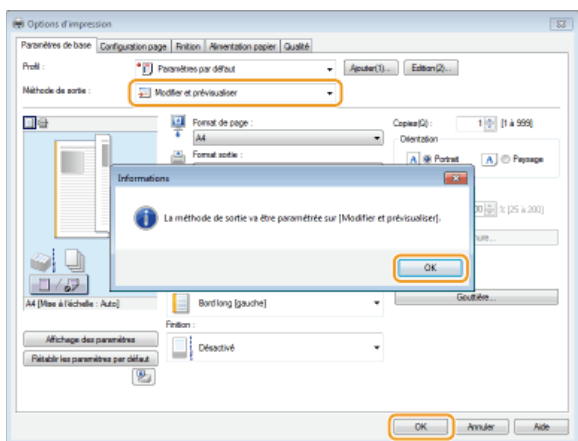 Options d'impression
Paramètres de base Configuration page Finition Alimentation papier Qualité
Profil : Paramètres par défaut Ajouter(1)... Edition(2)...
Méthode de sortie : Modifier et prévisualiser
Format de page :
A4
Format sortie :
Copies(Q) : 1 [1 à 999]
Orientation
A Portrait A Paysage
Informations
La méthode de sortie va être paramétrée sur [Modifier et prévisualiser].
OK
% [25 à 200]
A4 [Mise à l'échelle : Auto]
Bord long [gauche]
Gouttière...
Finition :
Désactivé
Affichage des paramètres
Rétablir les paramètres par défaut
OK Annuler Aide